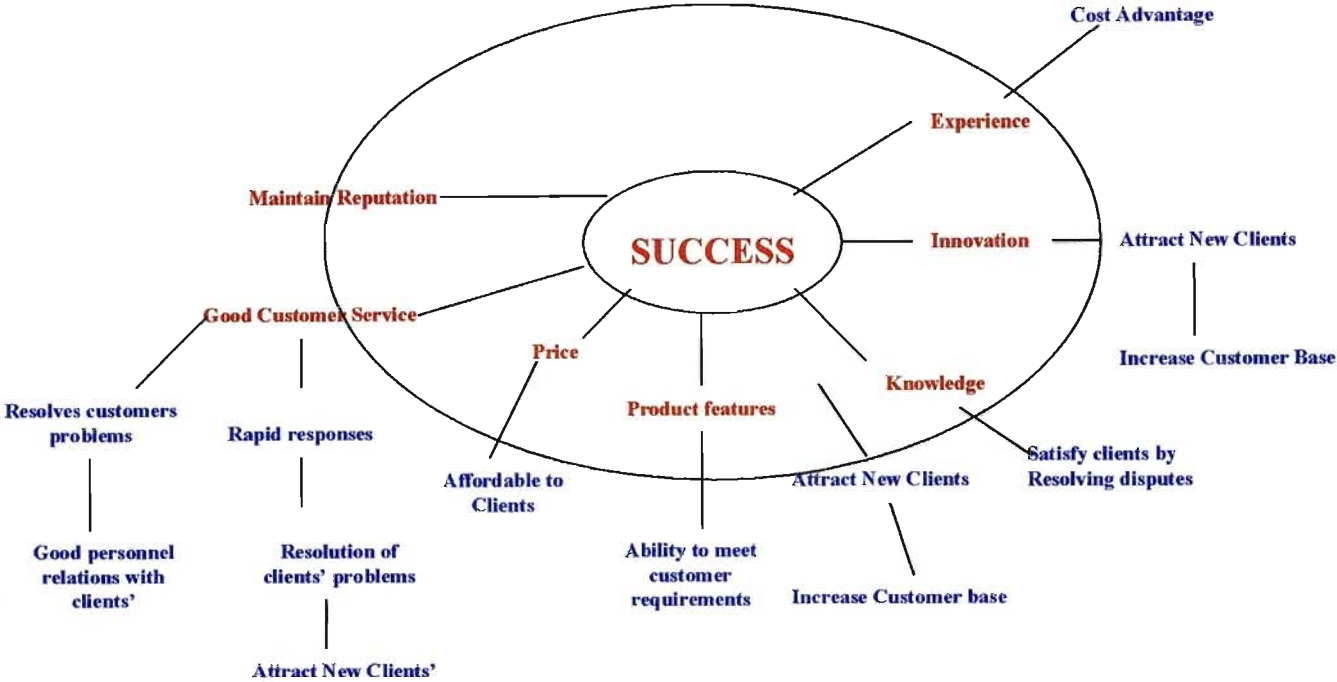 Cost Advantage
Experience
Maintain Reputation
SUCCESS
Innovation
Attract New Clients
Good Customer Service
Price
Increase Customer Base
Knowledge
Product features
Resolves customers
problems
Rapid responses
Satisfy clients by
Resolving disputes
Affordable to
Clients
Attract New Clients
Good personnel
relations with
clients'
Resolution of
clients' problems
Ability to meet
customer
requirements
Increase Customer base
Attract New Clients'